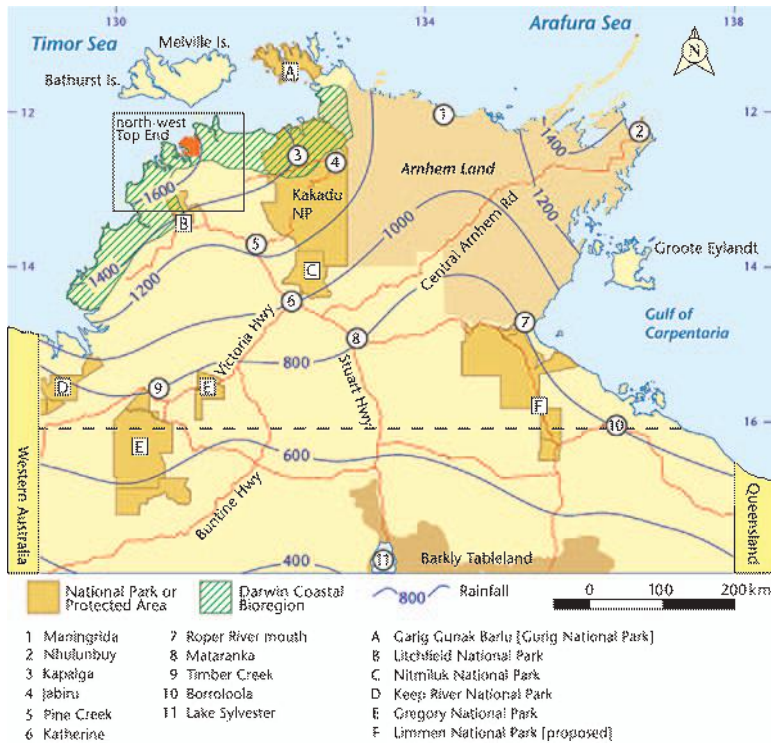 130
134
138
Timor Sea
Melville Is.
Arafura Sea
Bathurst Is.
A
N
12
12
1
north-west
Top End
1400
2
3
4
Arnhem Land
1600
Kakadu
NP
1200
B
1000
Central Arnhem Rd
5
Groote Eylandt
14
1400
C
14
1200
6
Gulf of
Carpentaria
7
Victoria Hwy
8
800
Stuart Hwy
D
9
E
F
16
10
E
600
Western Australia
Queensland
Buntine Hwy
400
11
Barkly Tableland
National Park or
Protected Area
Darwin Coastal
Bioregion
800
Rainfall
0 100 200 km
1 Maningrida
2 Nhulunbuy
3 Kapalga
4 Jabiru
5 Pine Creek
6 Katherine
7 Roper River mouth
8 Mataranka
9 Timber Creek
10 Borroloola
11 Lake Sylvester
A Garig Gunak Barlu [Gurig National Park]
B Litchfield National Park
C Nitmiluk National Park
D Keep River National Park
E Gregory National Park
F Limmen National Park [proposed]